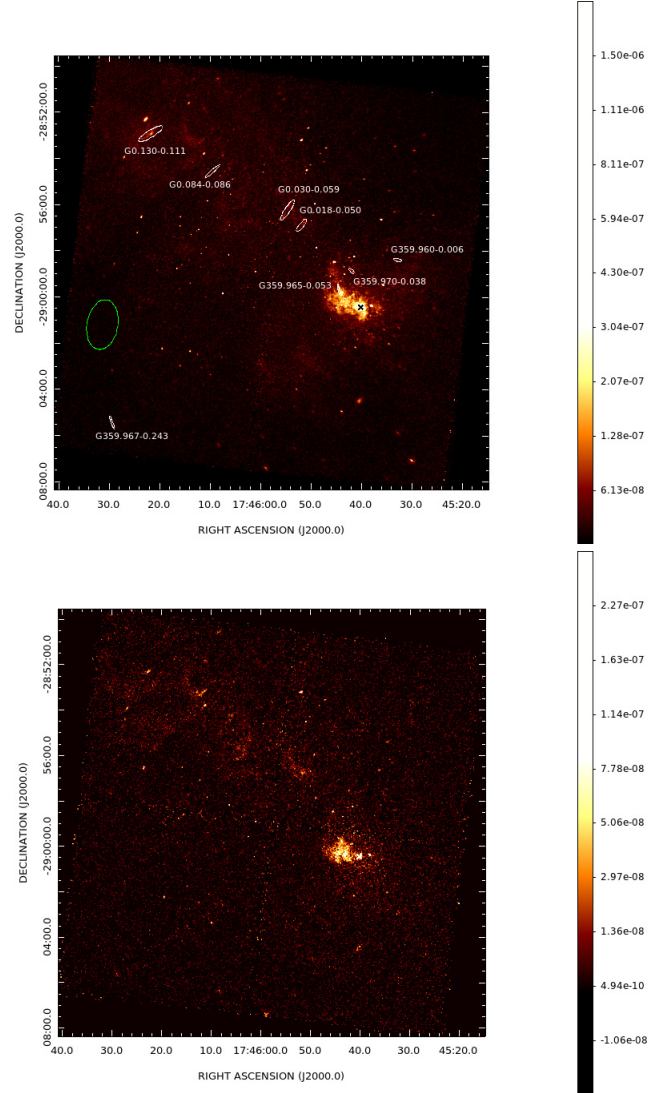 1.50e-06
-28:52:00.0
1.11e-06
G0.130-0.111
8.11e-07
G0.084-0.086
G0.030-0.059
56:00.0
G0.018-0.050
5.94e-07
G359.960-0.006
4.30e-07
G359.965-0.053
G359.970-0.038
DECLINATION (J2000.0)
-29:00:00.0
3.04e-07
2.07e-07
04:00.0
1.28e-07
G359.967-0.243
6.13e-08
08:00.0
40.0 30.0 20.0 10.0 17:46:00.0 50.0 40.0 30.0 45:20.0
RIGHT ASCENSION (J2000.0)
2.27e-07
-28:52:00.0
1.63e-07
1.14e-07
56:00.0
7.78e-08
DECLINATION (J2000.0)
-29:00:00.0
5.06e-08
2.97e-08
04:00.0
1.36e-08
4.94e-10
08:00.0
-1.06e-08
40.0 30.0 20.0 10.0 17:46:00.0 50.0 40.0 30.0 45:20.0
RIGHT ASCENSION (J2000.0)